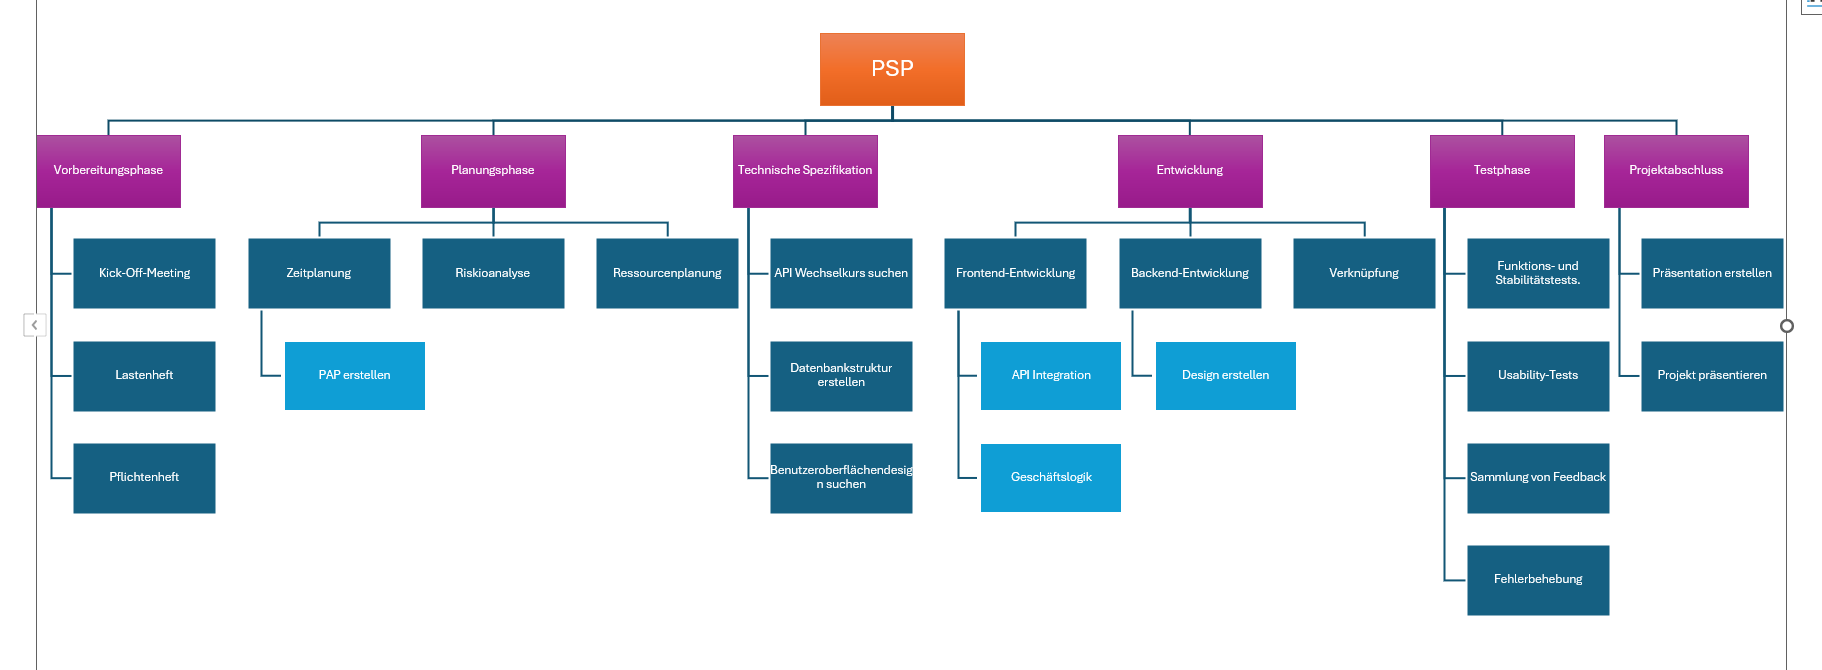 PSP
Vorbereitungsphase
Planungsphase
Technische Spezifikation
Entwicklung
Testphase
Projektabschluss
Kick-Off-Meeting
Zeitplanung
Riskioanalyse
Ressourcenplanung
API Wechselkurs suchen
Frontend-Entwicklung
Backend-Entwicklung
Verknüpfung
Funktions- und
Stabilitätstests.
Präsentation erstellen
Lastenheft
PAP erstellen
Datenbankstruktur
erstellen
API Integration
Design erstellen
Usability-Tests
Projekt präsentieren
Pflichtenheft
Benutzeroberflächendesig
n suchen
Geschäftslogik
Sammlung von Feedback
Fehlerbehebung